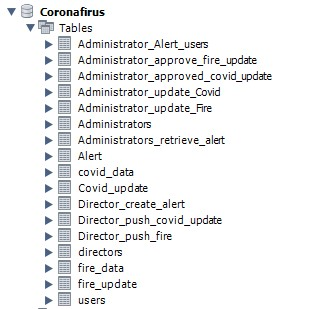 Coronafirus
Tables
Administrator_Alert_users
Administrator_approve_fire_update
Administrator_approved_covid_update
Administrator_update_Covid
Administrator_update_Fire
Administrators
Administrators_retrieve_alert
Alert
covid_data
Covid_update
Director_create_alert
Director_push_covid_update
Director_push_fire
directors
fire_data
fire_update
users